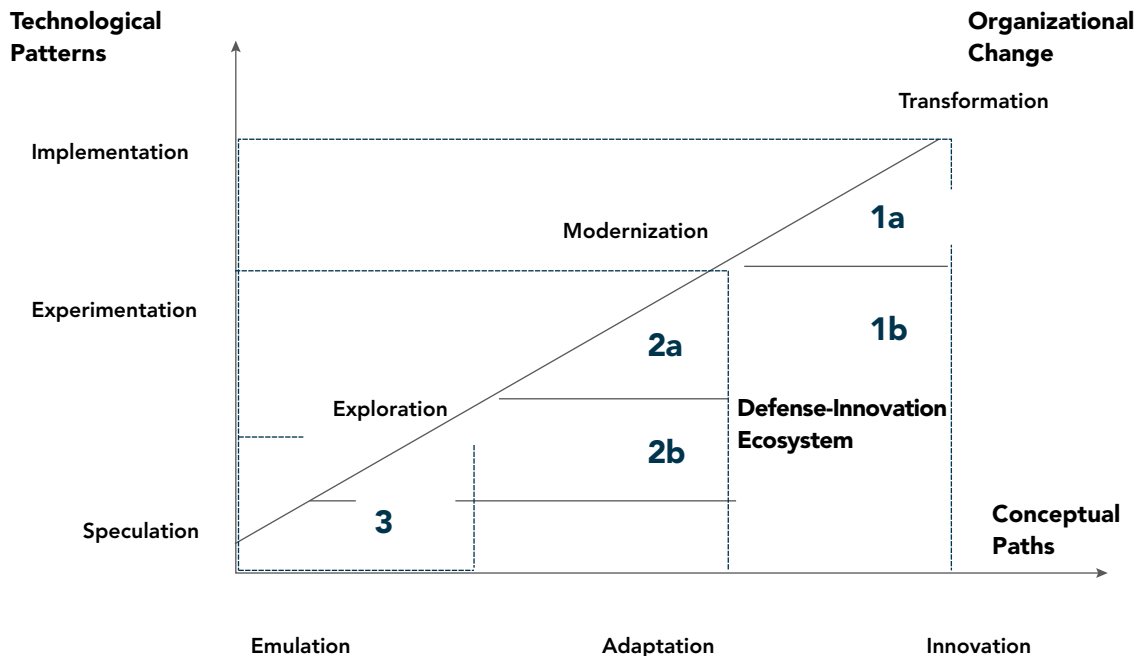 Technological
Patterns
Organizational
Change
Transformation
Implementation
1a
Modernization
Experimentation
1b
2a
Exploration
Defense-Innovation
Ecosystem
2b
3
Speculation
Conceptual
Paths
Emulation
Adaptation
Innovation